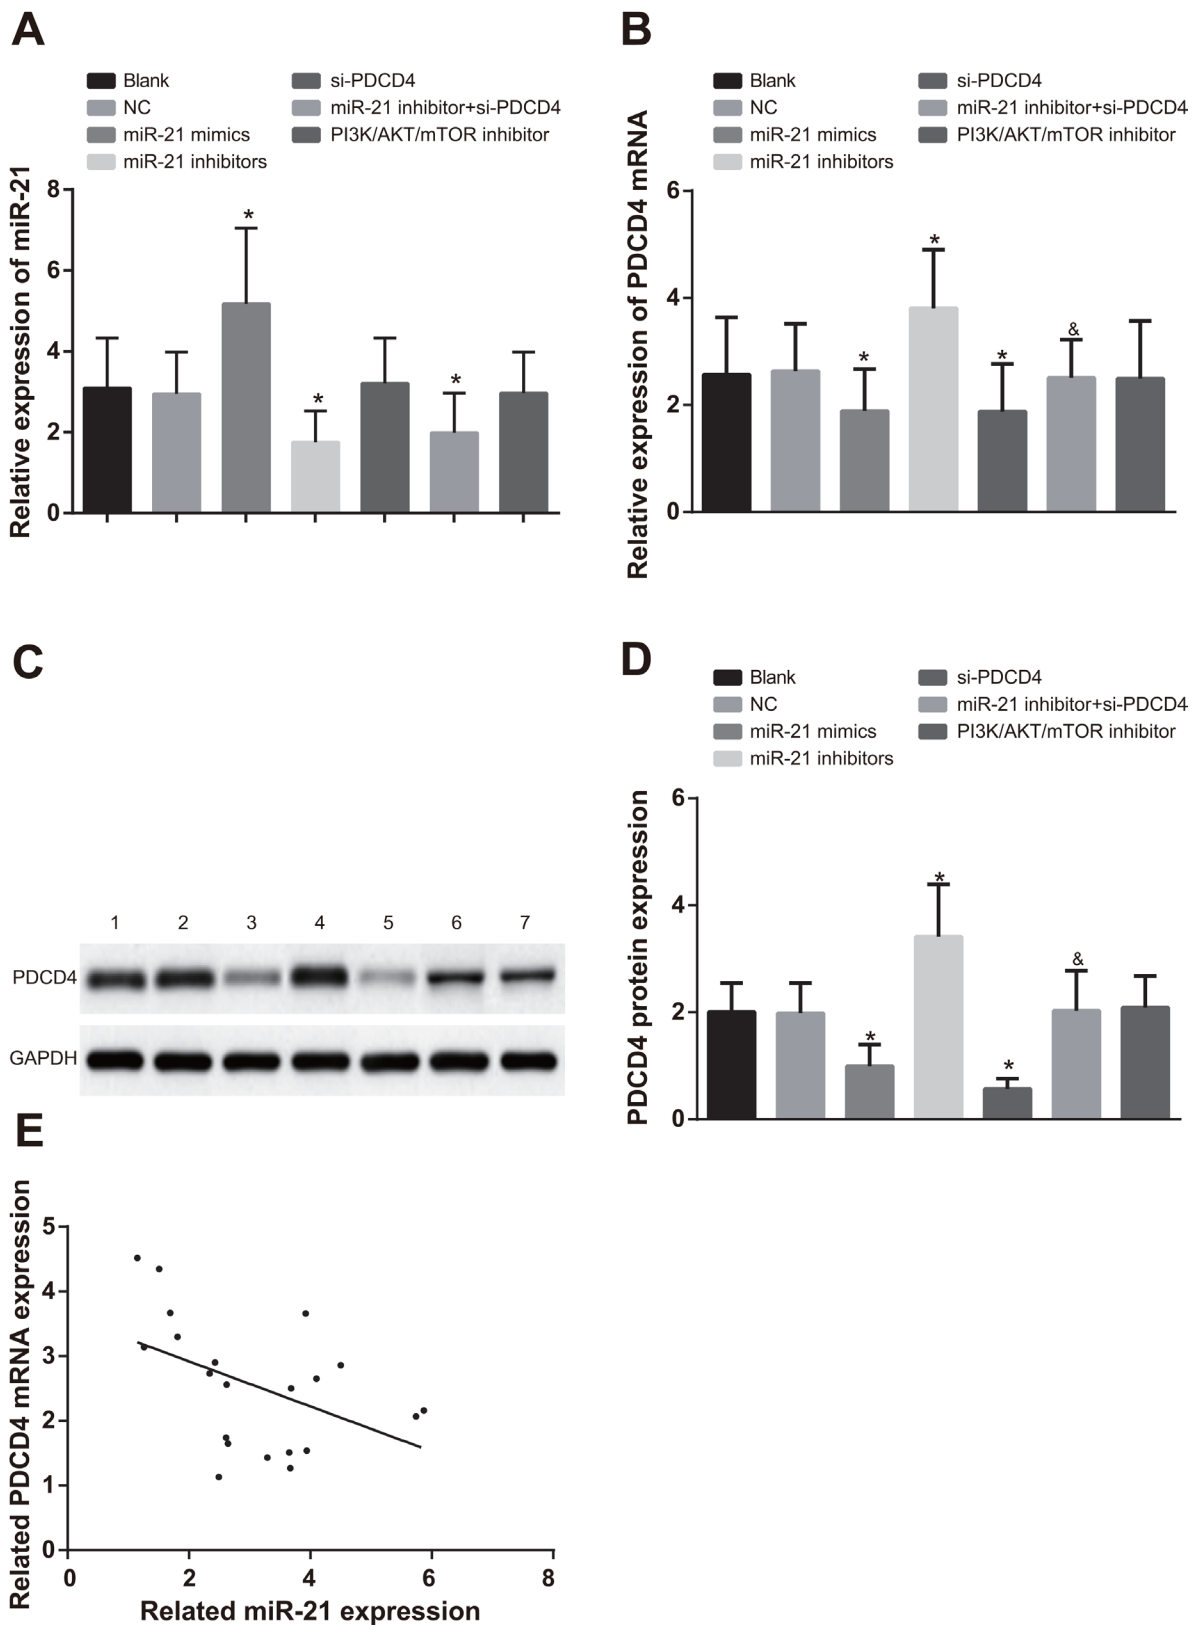 A
Blank
NC
miR-21 mimics
miR-21 inhibitors
si-PDCD4
miR-21 inhibitor+si-PDCD4
PI3K/AKT/mTOR inhibitor
Relative expression of miR-21
8
6
4
2
0
*
*
*
B
Blank
NC
miR-21 mimics
miR-21 inhibitors
si-PDCD4
miR-21 inhibitor+si-PDCD4
PI3K/AKT/mTOR inhibitor
Relative expression of PDCD4 mRNA
6
4
2
0
*
*
*
&
C
1 2 3 4 5 6 7
PDCD4
GAPDH
D
Blank
NC
miR-21 mimics
miR-21 inhibitors
si-PDCD4
miR-21 inhibitor+si-PDCD4
PI3K/AKT/mTOR inhibitor
PDCD4 protein expression
6
4
2
0
*
*
*
&
E
Related PDCD4 mRNA expression
5
4
3
2
1
0
0 2 4 6 8
Related miR-21 expression